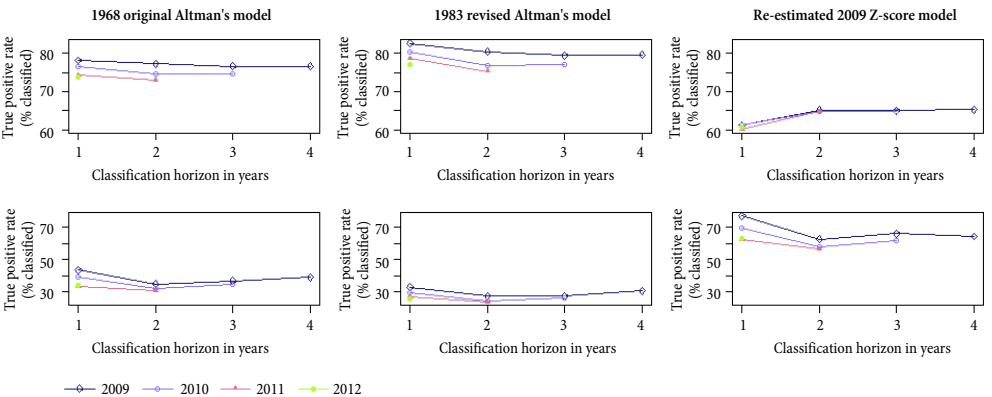 1968 original Altman's model
1983 revised Altman's model
Re-estimated 2009 Z-score model
True positive rate
(% classified)
80
70
60
1 2 3 4
Classification horizon in years
True positive rate
(% classified)
80
70
60
1 2 3 4
Classification horizon in years
True positive rate
(% classified)
80
70
60
1 2 3 4
Classification horizon in years
True positive rate
(% classified)
70
50
30
1 2 3 4
Classification horizon in years
True positive rate
(% classified)
70
50
30
1 2 3 4
Classification horizon in years
True positive rate
(% classified)
70
50
30
1 2 3 4
Classification horizon in years
2009 2010 2011 2012